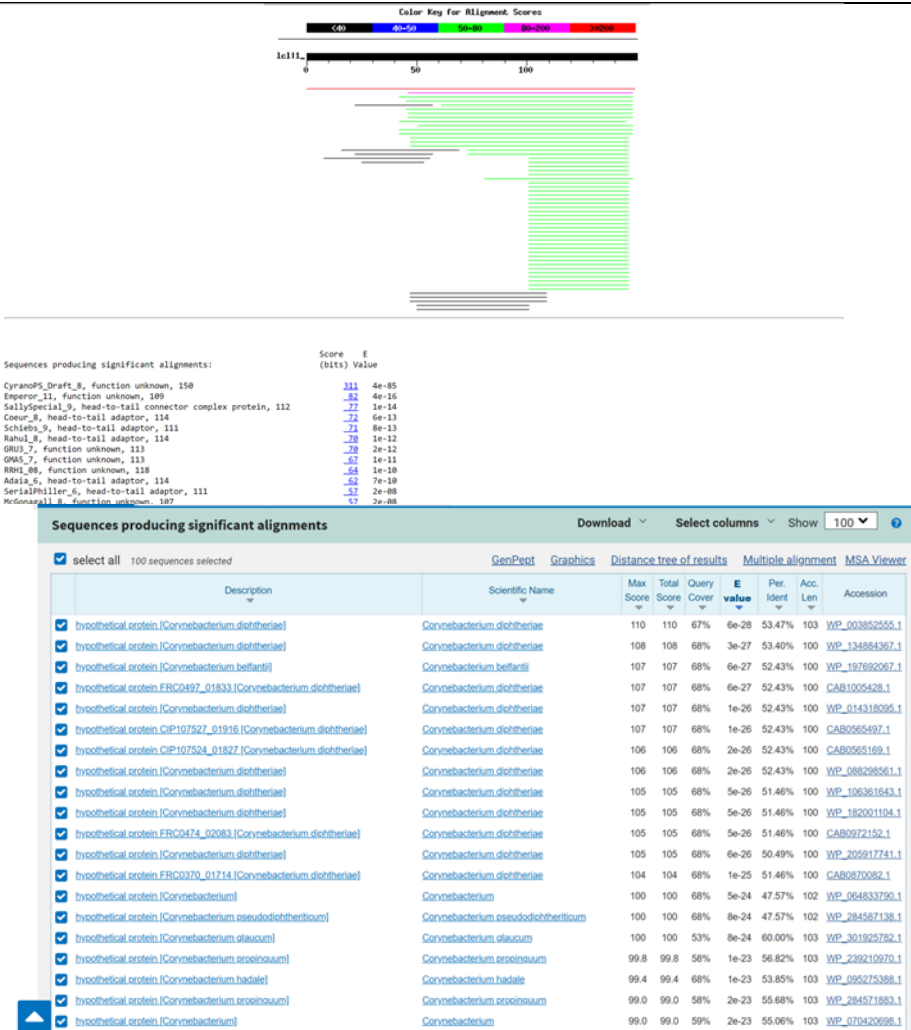 Color Key for Alignment Scores
<40 40-50 50-80 80-200 >=200
lcl|1_
0 50 100
Score E
Sequences producing significant alignments: (bits) Value
CyranoPS_Draft_8, function unknown, 150 311 4e-85
Emperor_11, function unknown, 109 82 4e-16
SallySpecial_9, head-to-tail connector complex protein, 112 77 1e-14
Coeur_8, head-to-tail adaptor, 114 72 6e-13
Schiebs_9, head-to-tail adaptor, 111 71 8e-13
Rahul_8, head-to-tail adaptor, 114 70 1e-12
GRU3_7, function unknown, 113 70 2e-12
GMA5_7, function unknown, 113 67 1e-11
RRH1_08, function unknown, 118 64 1e-10
Adaia_6, head-to-tail adaptor, 114 62 7e-10
SerialPhiller_6, head-to-tail adaptor, 111 57 2e-08
McGonagall_8, function unknown, 107 57 2e-08
Sequences producing significant alignments Download Select columns Show 100 ?
select all 100 sequences selected GenPept Graphics Distance tree of results Multiple alignment MSA Viewer
Description Scientific Name Max Score Total Score Query Cover E value Per. Ident Acc. Len Accession
hypothetical protein [Corynebacterium diphtheriae] Corynebacterium diphtheriae 110 110 67% 6e-28 53.47% 103 WP_003852555.1
hypothetical protein [Corynebacterium diphtheriae] Corynebacterium diphtheriae 108 108 68% 3e-27 53.40% 100 WP_134884367.1
hypothetical protein [Corynebacterium belfantii] Corynebacterium belfantii 107 107 68% 6e-27 52.43% 100 WP_197692067.1
hypothetical protein FRC0497_01833 [Corynebacterium diphtheriae] Corynebacterium diphtheriae 107 107 68% 6e-27 52.43% 100 CAB1005428.1
hypothetical protein [Corynebacterium diphtheriae] Corynebacterium diphtheriae 107 107 68% 1e-26 52.43% 100 WP_014318095.1
hypothetical protein CIP107527_01916 [Corynebacterium diphtheriae] Corynebacterium diphtheriae 107 107 68% 1e-26 52.43% 100 CAB0565497.1
hypothetical protein CIP107524_01827 [Corynebacterium diphtheriae] Corynebacterium diphtheriae 106 106 68% 2e-26 52.43% 100 CAB0565169.1
hypothetical protein [Corynebacterium diphtheriae] Corynebacterium diphtheriae 106 106 68% 2e-26 52.43% 100 WP_088298561.1
hypothetical protein [Corynebacterium diphtheriae] Corynebacterium diphtheriae 105 105 68% 5e-26 51.46% 100 WP_106361643.1
hypothetical protein [Corynebacterium diphtheriae] Corynebacterium diphtheriae 105 105 68% 5e-26 51.46% 100 WP_182001104.1
hypothetical protein FRC0474_02083 [Corynebacterium diphtheriae] Corynebacterium diphtheriae 105 105 68% 5e-26 51.46% 100 CAB0972152.1
hypothetical protein [Corynebacterium diphtheriae] Corynebacterium diphtheriae 105 105 68% 6e-26 50.49% 100 WP_205917741.1
hypothetical protein FRC0370_01714 [Corynebacterium diphtheriae] Corynebacterium diphtheriae 104 104 68% 1e-25 51.46% 100 CAB0870082.1
hypothetical protein [Corynebacterium] Corynebacterium 100 100 68% 5e-24 47.57% 102 WP_064833790.1
hypothetical protein [Corynebacterium pseudodiphtheriticum] Corynebacterium pseudodiphtheriticum 100 100 68% 8e-24 47.57% 102 WP_284587138.1
hypothetical protein [Corynebacterium glaucum] Corynebacterium glaucum 100 100 53% 8e-24 60.00% 103 WP_301925782.1
hypothetical protein [Corynebacterium propinquum] Corynebacterium propinquum 99.8 99.8 58% 1e-23 56.82% 103 WP_239210970.1
hypothetical protein [Corynebacterium hadale] Corynebacterium hadale 99.4 99.4 68% 1e-23 53.85% 103 WP_095275388.1
hypothetical protein [Corynebacterium propinquum] Corynebacterium propinquum 99.0 99.0 58% 2e-23 55.68% 103 WP_284571883.1
hypothetical protein [Corynebacterium] Corynebacterium 99.0 99.0 59% 2e-23 55.06% 103 WP_070420698.1